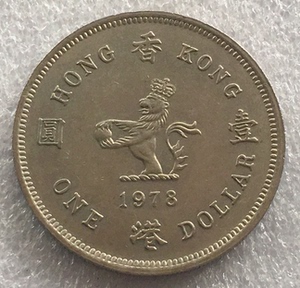 HONG 香 KONG
圓 壹
1978
ONE 港 DOLLAR